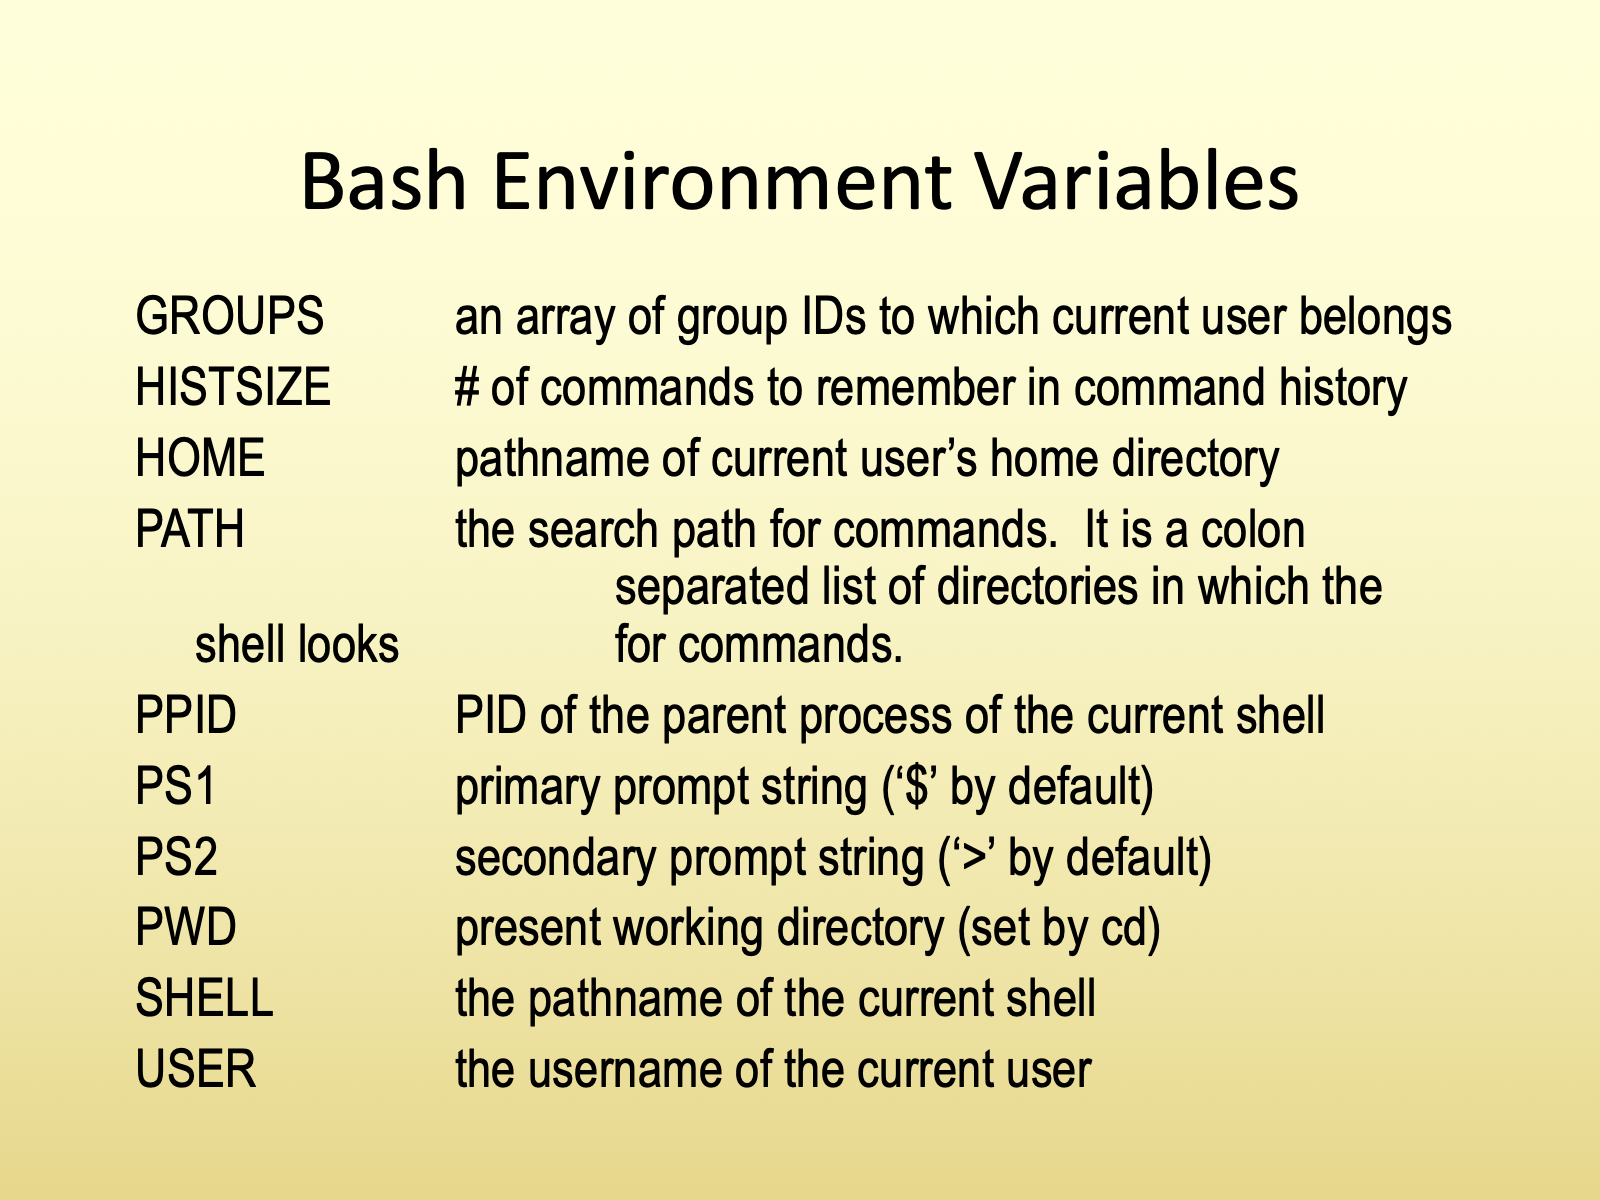 Bash Environment Variables
GROUPS an array of group IDs to which current user belongs
HISTSIZE # of commands to remember in command history
HOME pathname of current user’s home directory
PATH the search path for commands.  It is a colon
separated list of directories in which the
shell looks for commands.
PPID PID of the parent process of the current shell
PS1 primary prompt string (‘$’ by default)
PS2 secondary prompt string (‘>’ by default)
PWD present working directory (set by cd)
SHELL the pathname of the current shell
USER the username of the current user